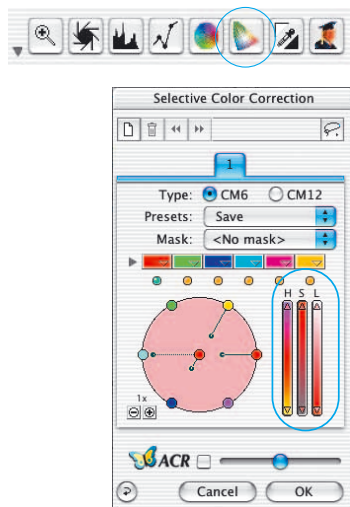 Selective Color Correction
1
Type: CM6 CM12
Presets: Save
Mask: <No mask>
H S L
1x
ACR
Cancel OK